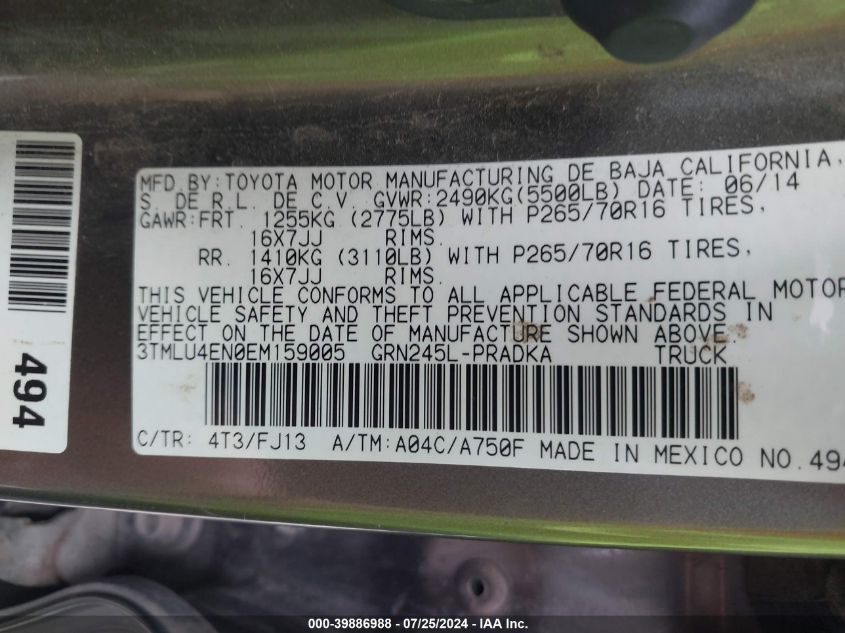 MFD. BY: TOYOTA MOTOR MANUFACTURING DE BAJA CALIFORNIA,
S. DE R.L. DE C.V. GVWR:2490KG(5500LB) DATE: 06/14
GAWR:FRT. 1255KG (2775LB) WITH P265/70R16 TIRES,
16X7JJ RIMS.
RR. 1410KG (3110LB) WITH P265/70R16 TIRES,
16X7JJ RIMS.
THIS VEHICLE CONFORMS TO ALL APPLICABLE FEDERAL MOTOR
VEHICLE SAFETY AND THEFT PREVENTION STANDARDS IN
EFFECT ON THE DATE OF MANUFACTURE SHOWN ABOVE.
3TMLU4EN0EM159005 GRN245L-PRADKA TRUCK
C/TR: 4T3/FJ13 A/TM:A04C/A750F MADE IN MEXICO NO.494
494
000-39886988 - 07/25/2024 - IAA Inc.